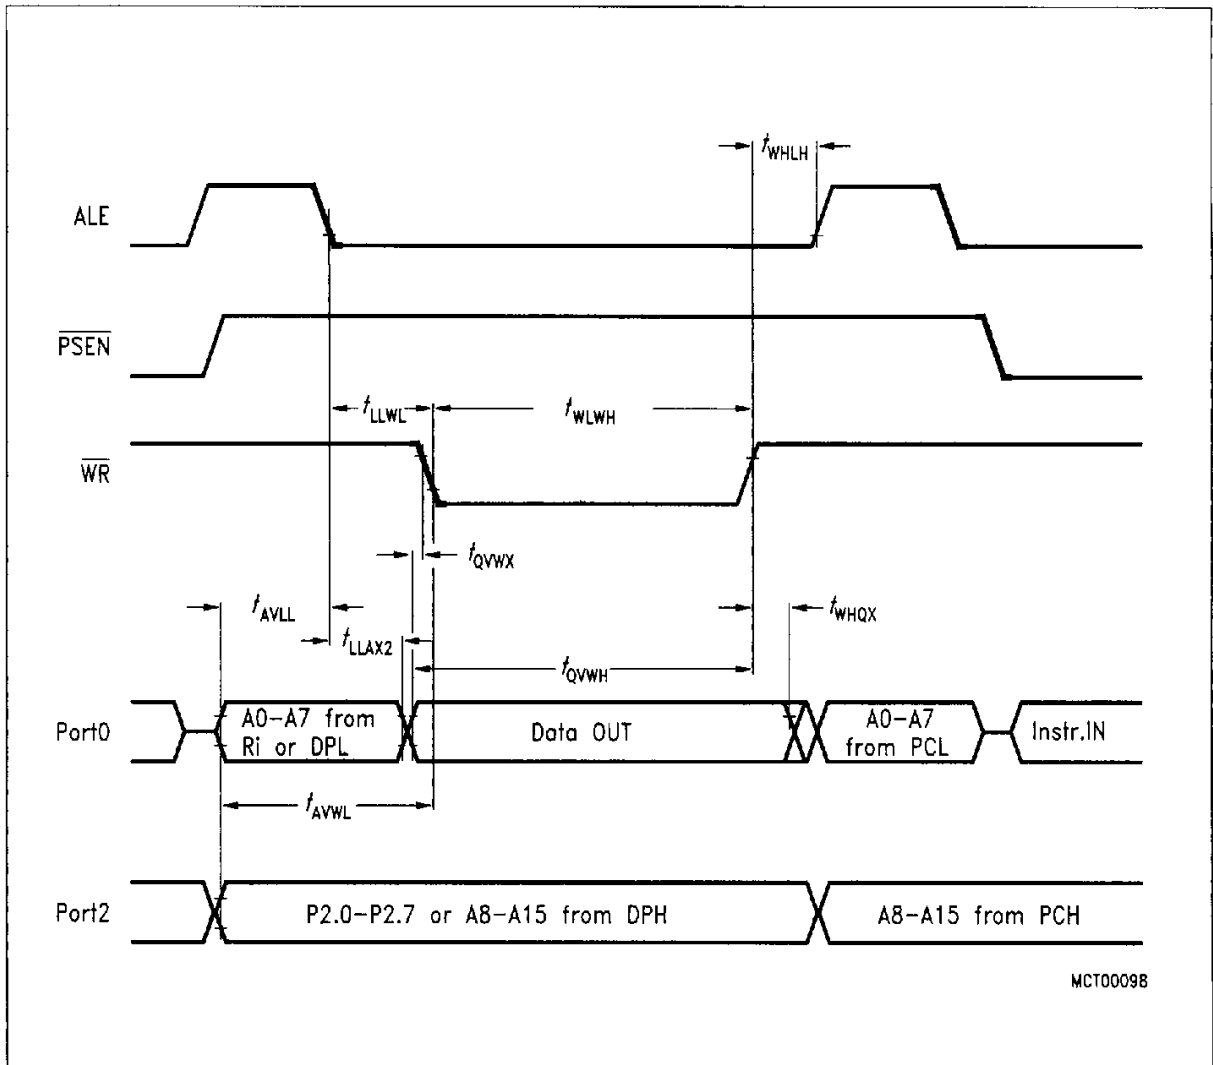 tWHLH
ALE
PSEN
tLLWL
tWLWH
WR
tQVWX
tAVLL
tWHQX
tLLAX2
tQVWH
Port0
A0-A7 from
Ri or DPL
Data OUT
A0-A7
from PCL
Instr.IN
tAVWL
Port2
P2.0-P2.7 or A8-A15 from DPH
A8-A15 from PCH
MCT00098